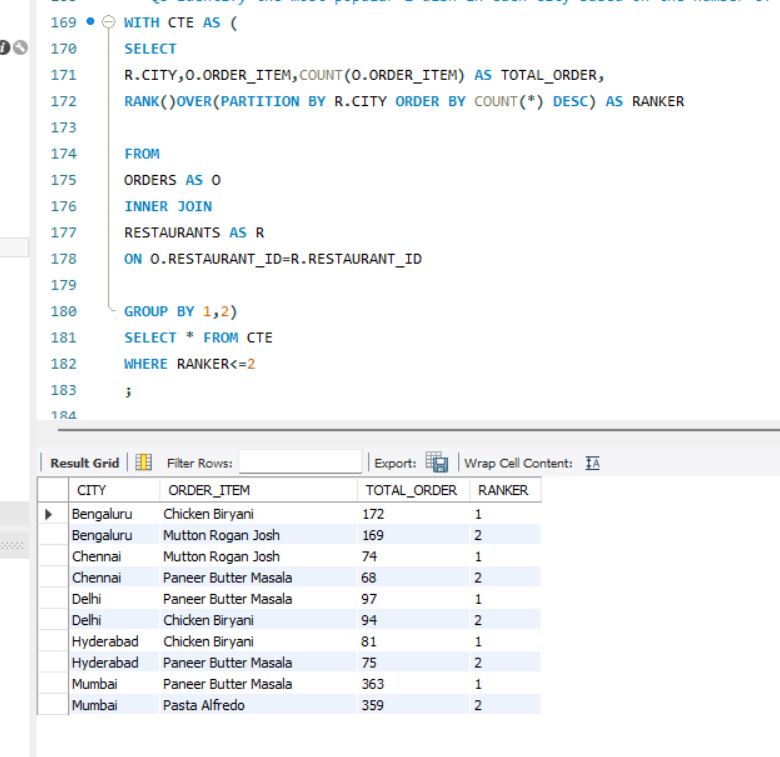 169 WITH CTE AS (
170 SELECT
171 R.CITY,O.ORDER_ITEM,COUNT(O.ORDER_ITEM) AS TOTAL_ORDER,
172 RANK()OVER(PARTITION BY R.CITY ORDER BY COUNT(*) DESC) AS RANKER
173
174 FROM
175 ORDERS AS O
176 INNER JOIN
177 RESTAURANTS AS R
178 ON O.RESTAURANT_ID=R.RESTAURANT_ID
179
180 GROUP BY 1,2)
181 SELECT * FROM CTE
182 WHERE RANKER<=2
183 ;
184
Result Grid Filter Rows: Export: Wrap Cell Content: IA
CITY ORDER_ITEM TOTAL_ORDER RANKER
Bengaluru Chicken Biryani 172 1
Bengaluru Mutton Rogan Josh 169 2
Chennai Mutton Rogan Josh 74 1
Chennai Paneer Butter Masala 68 2
Delhi Paneer Butter Masala 97 1
Delhi Chicken Biryani 94 2
Hyderabad Chicken Biryani 81 1
Hyderabad Paneer Butter Masala 75 2
Mumbai Paneer Butter Masala 363 1
Mumbai Pasta Alfredo 359 2